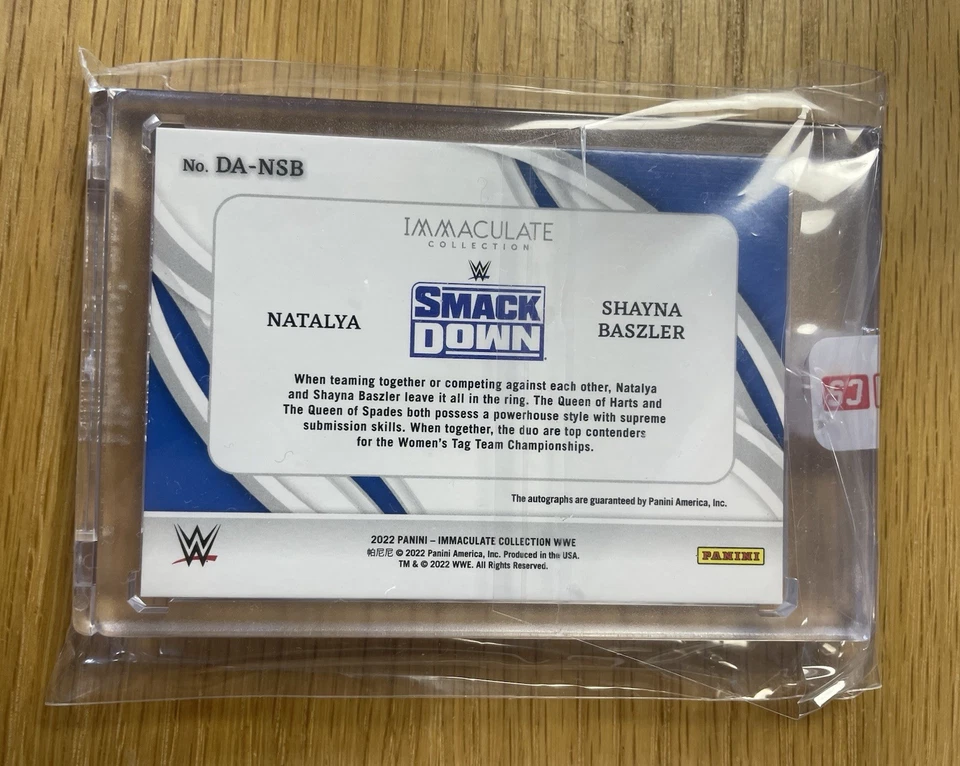 No. DA-NSB
IMMACULATE
COLLECTION
W
SMACK
DOWN
NATALYA
SHAYNA
BASZLER
When teaming together or competing against each other, Natalya
and Shayna Baszler leave it all in the ring. The Queen of Harts and
The Queen of Spades both possess a powerhouse style with supreme
submission skills. When together, the duo are top contenders
for the Women's Tag Team Championships.
The autographs are guaranteed by Panini America, Inc.
W
2022 PANINI – IMMACULATE COLLECTION WWE
帕尼尼 © 2022 Panini America, Inc. Produced in the USA.
TM & © 2022 WWE. All Rights Reserved.
PANINI